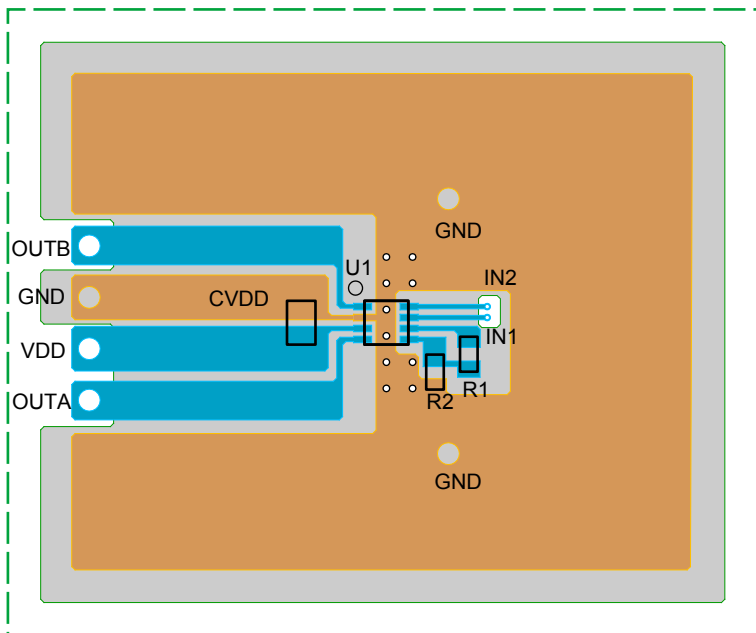 GND
OUTB
U1
GND
CVDD
IN2
IN1
VDD
R1
R2
OUTA
GND